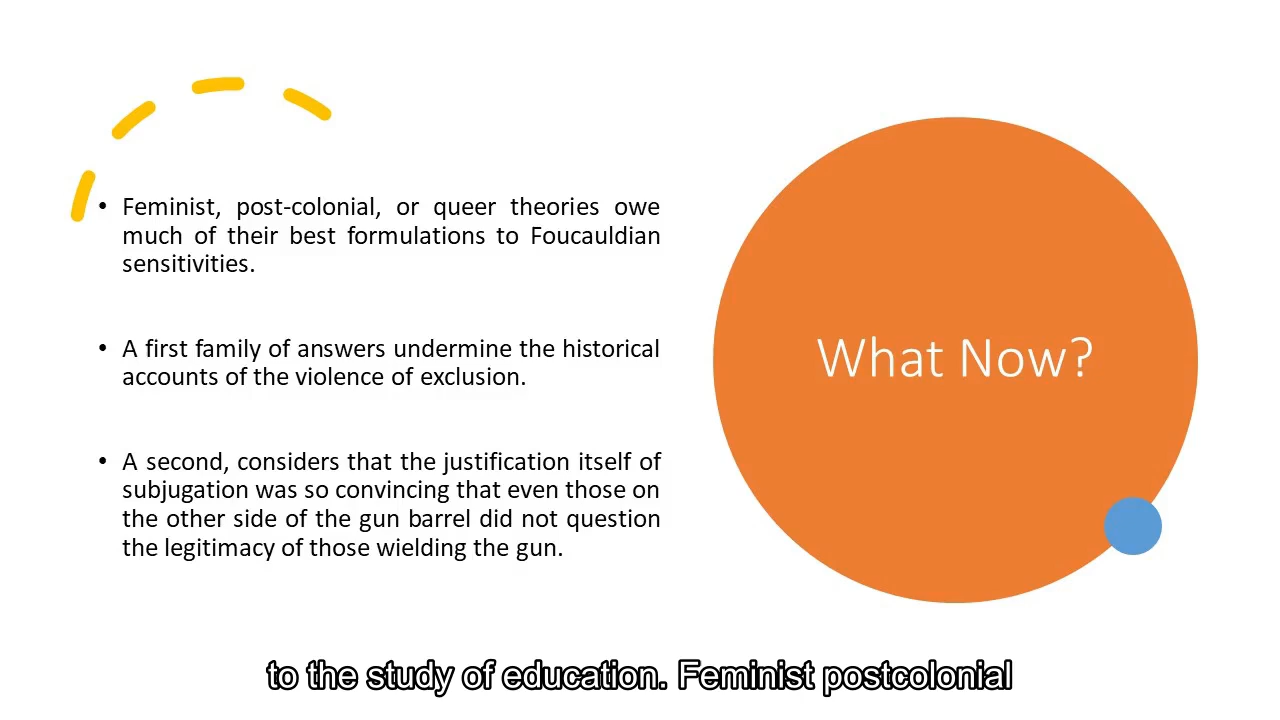 • Feminist, post-colonial, or queer theories owe
much of their best formulations to Foucauldian
sensitivities.
• A first family of answers undermine the historical
accounts of the violence of exclusion.
• A second, considers that the justification itself of
subjugation was so convincing that even those on
the other side of the gun barrel did not question
the legitimacy of those wielding the gun.
What Now?
to the study of education. Feminist postcolonial